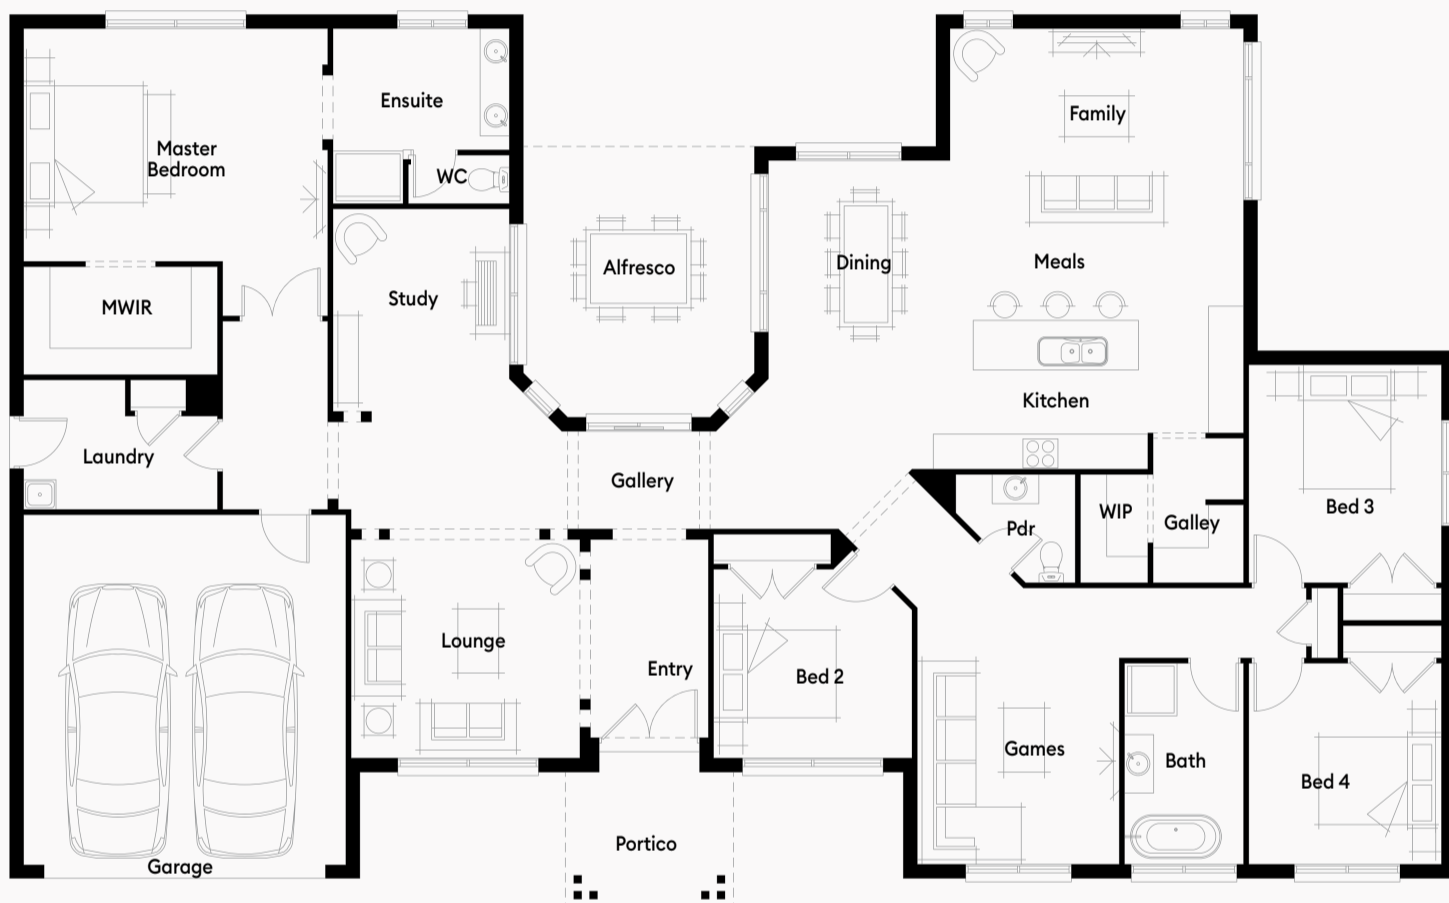 Master
Bedroom
Ensuite
WC
Family
Dining
Meals
Alfresco
Study
MWIR
Kitchen
Laundry
Gallery
Bed 3
WIP
Galley
Pdr
Lounge
Entry
Bed 2
Games
Bath
Bed 4
Portico
Garage